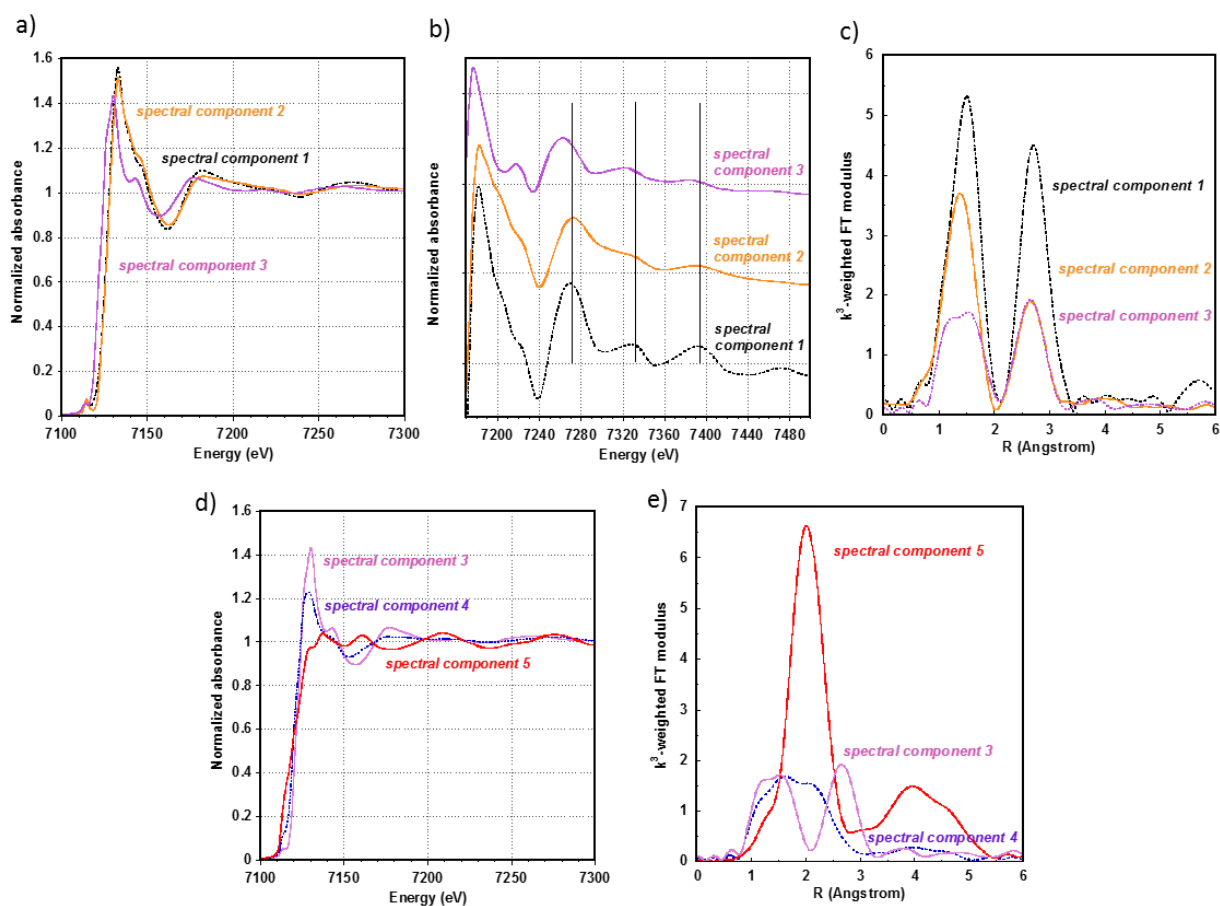 a)
1.6
1.4
1.2
1
0.8
0.6
0.4
0.2
0
7100
7150
7200
7250
7300
Normalized absorbance
Energy (eV)
spectral component 2
spectral component 1
spectral component 3
b)
Normalized absorbance
7200
7240
7280
7320
7360
7400
7440
7480
Energy (eV)
spectral
component 3
spectral
component 2
spectral
component 1
c)
6
5
4
3
2
1
0
0
1
2
3
4
5
6
k³-weighted FT modulus
R (Angstrom)
spectral component 1
spectral component 2
spectral component 3
d)
1.6
1.4
1.2
1
0.8
0.6
0.4
0.2
0
7100
7150
7200
7250
7300
Normalized absorbance
Energy (eV)
spectral component 3
spectral component 4
spectral component 5
e)
7
6
5
4
3
2
1
0
0
1
2
3
4
5
6
k³-weighted FT modulus
R (Angstrom)
spectral component 5
spectral component 3
spectral component 4